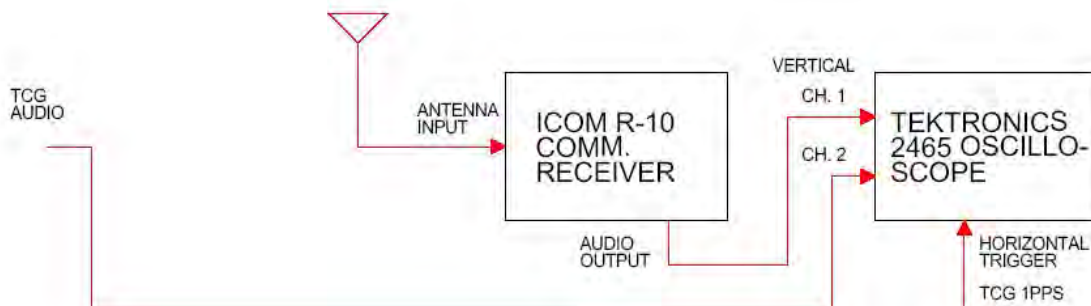 TCG
AUDIO
ANTENNA
INPUT
ICOM R-10
COMM.
RECEIVER
AUDIO
OUTPUT
VERTICAL
CH. 1
CH. 2
TEKTRONICS
2465 OSCILLO-
SCOPE
HORIZONTAL
TRIGGER
TCG 1PPS